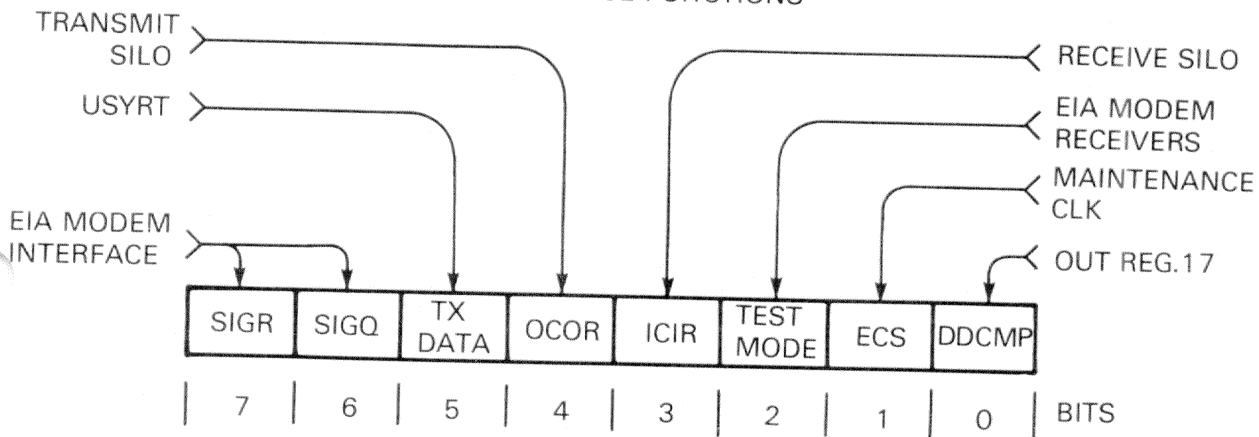 TRANSMIT
SILO
USYRT
EIA MODEM
INTERFACE
RECEIVE SILO
EIA MODEM
RECEIVERS
MAINTENANCE
CLK
OUT REG.17
SIGR SIGQ TX DATA OCOR ICIR TEST MODE ECS DDCMP
7 6 5 4 3 2 1 0 BITS